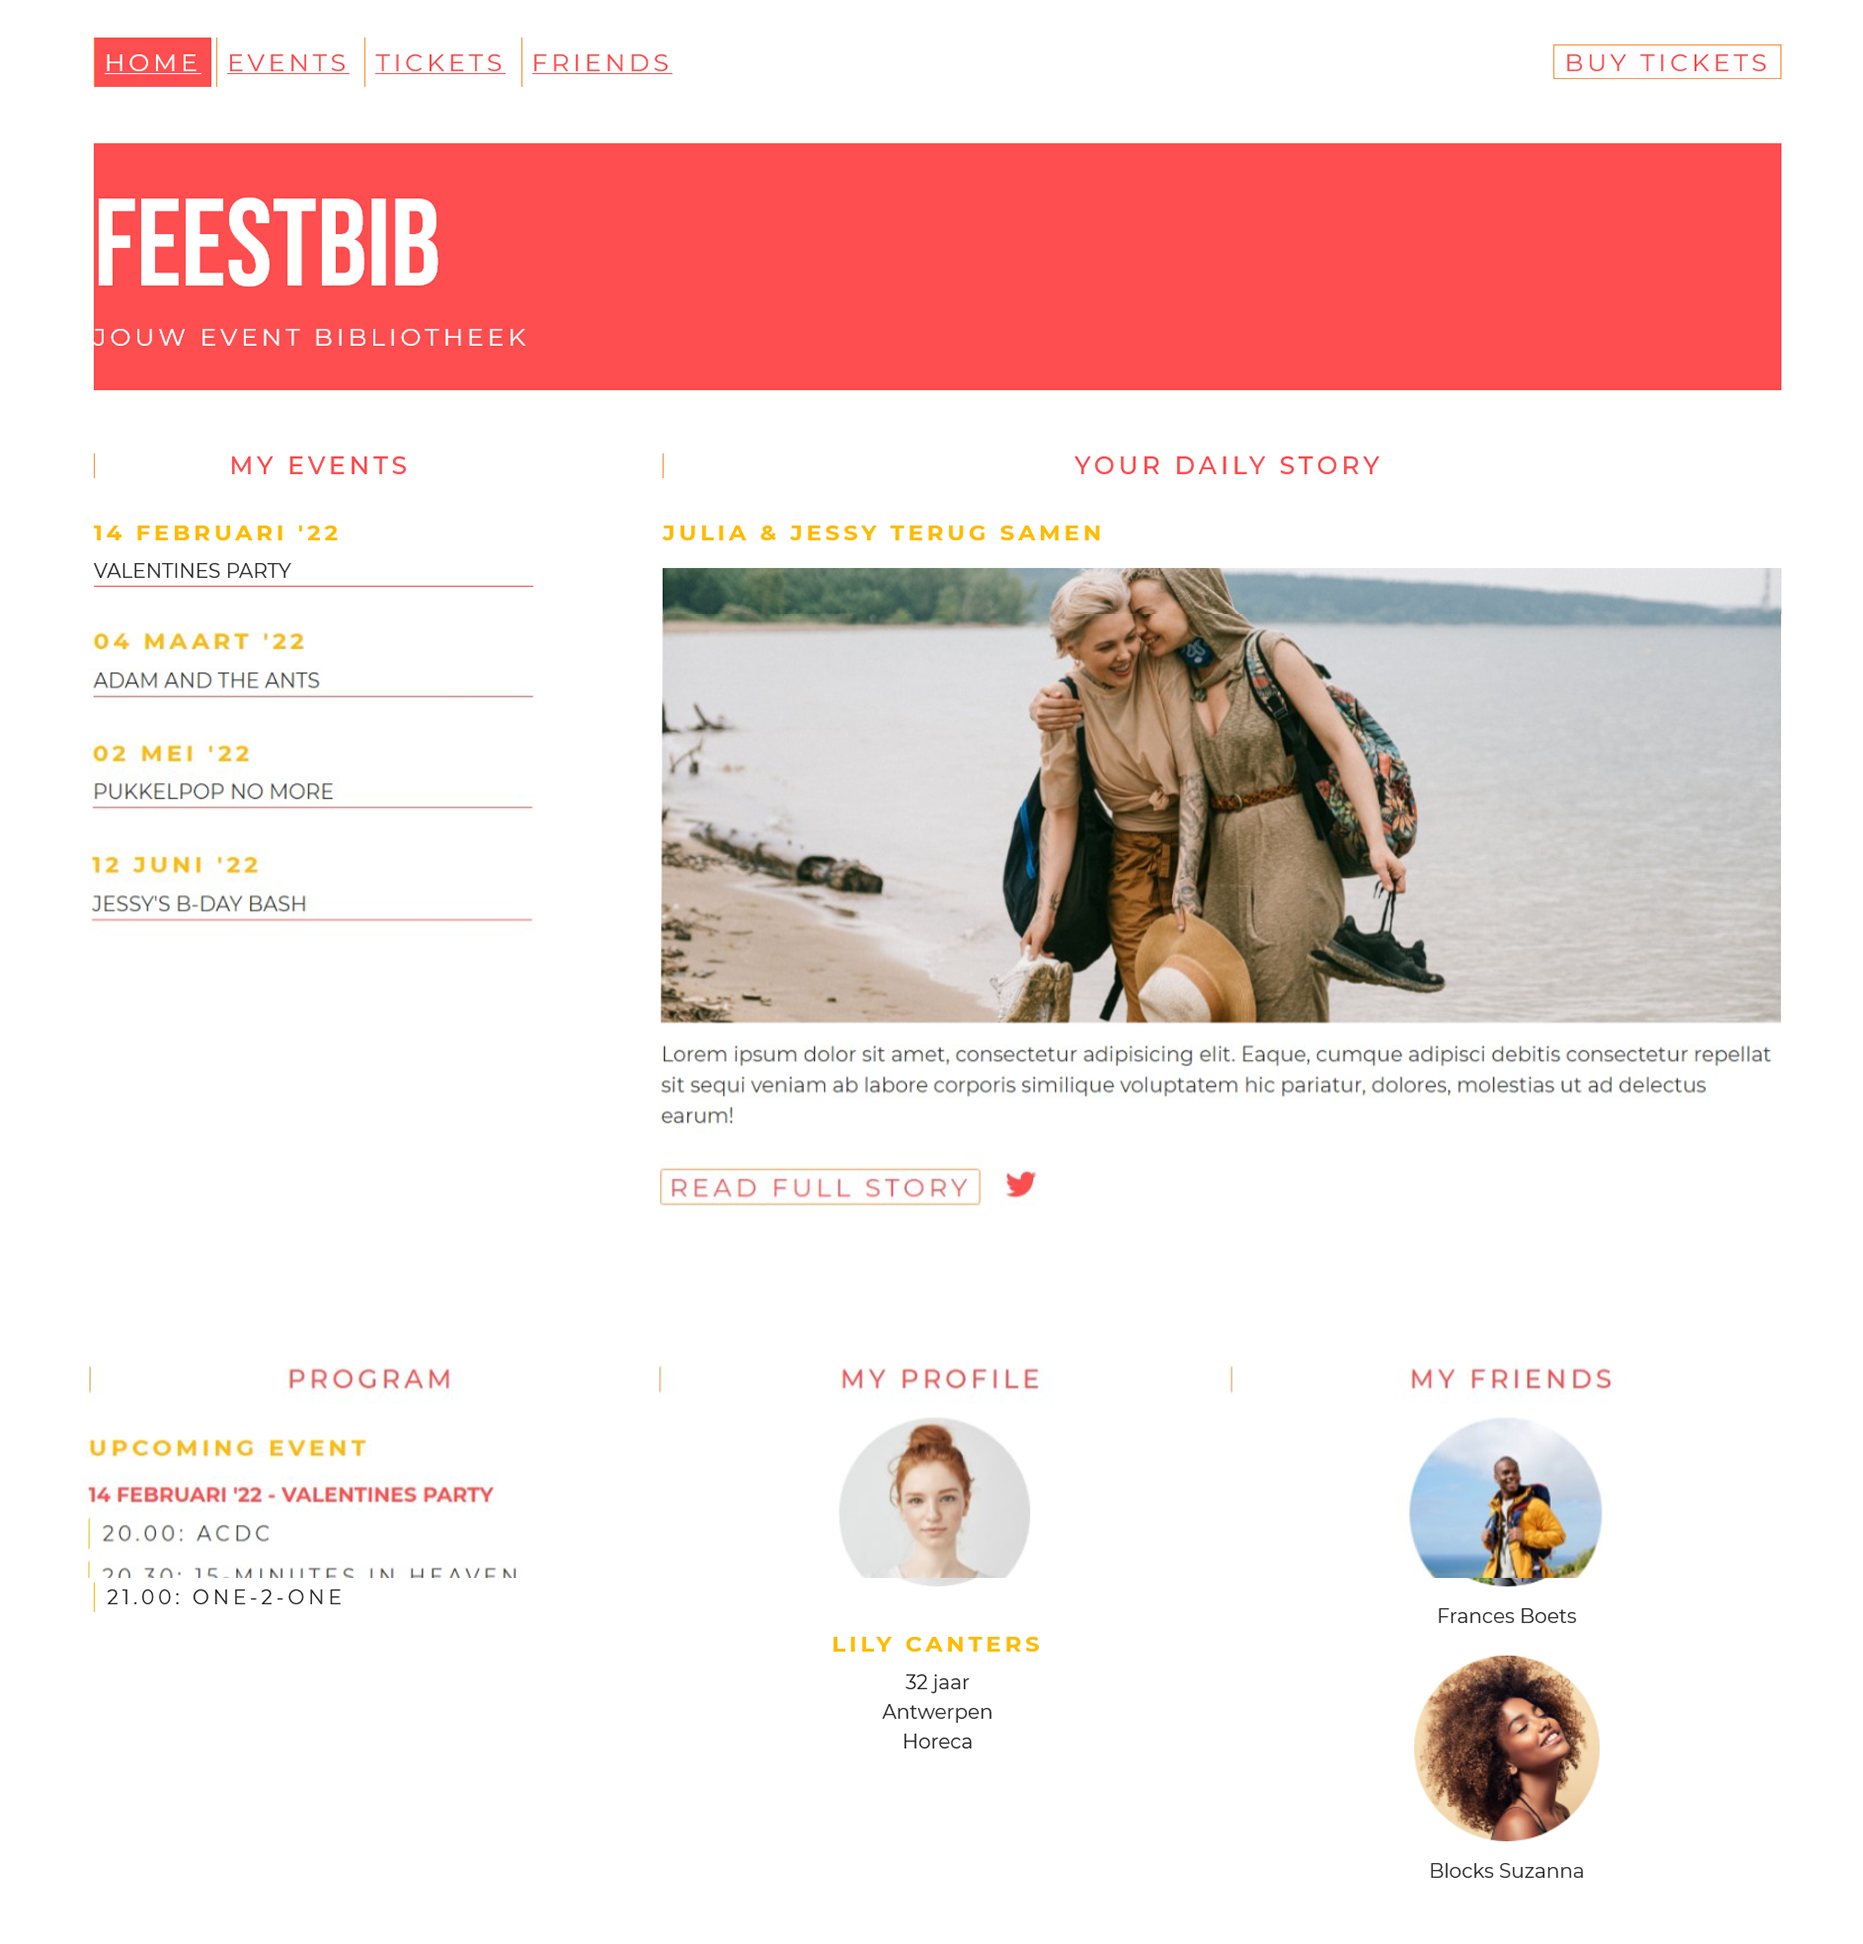 HOME
EVENTS
TICKETS
FRIENDS
BUY TICKETS
FEESTBIB
JOUW EVENT BIBLIOTHEEK
MY EVENTS
14 FEBRUARI '22
VALENTINES PARTY
04 MAART '22
ADAM AND THE ANTS
02 MEI '22
PUKKELPOP NO MORE
12 JUNI '22
JESSY'S B-DAY BASH
YOUR DAILY STORY
JULIA & JESSY TERUG SAMEN
Lorem ipsum dolor sit amet, consectetur adipisicing elit. Eaque, cumque adipisci debitis consectetur repellat
sit sequi veniam ab labore corporis similique voluptatem hic pariatur, dolores, molestias ut ad delectus
earum!
READ FULL STORY
PROGRAM
UPCOMING EVENT
14 FEBRUARI '22 - VALENTINES PARTY
20.00: ACDC
20.30: 15-MINUTES IN HEAVEN
21.00: ONE-2-ONE
MY PROFILE
LILY CANTERS
32 jaar
Antwerpen
Horeca
MY FRIENDS
Frances Boets
Blocks Suzanna